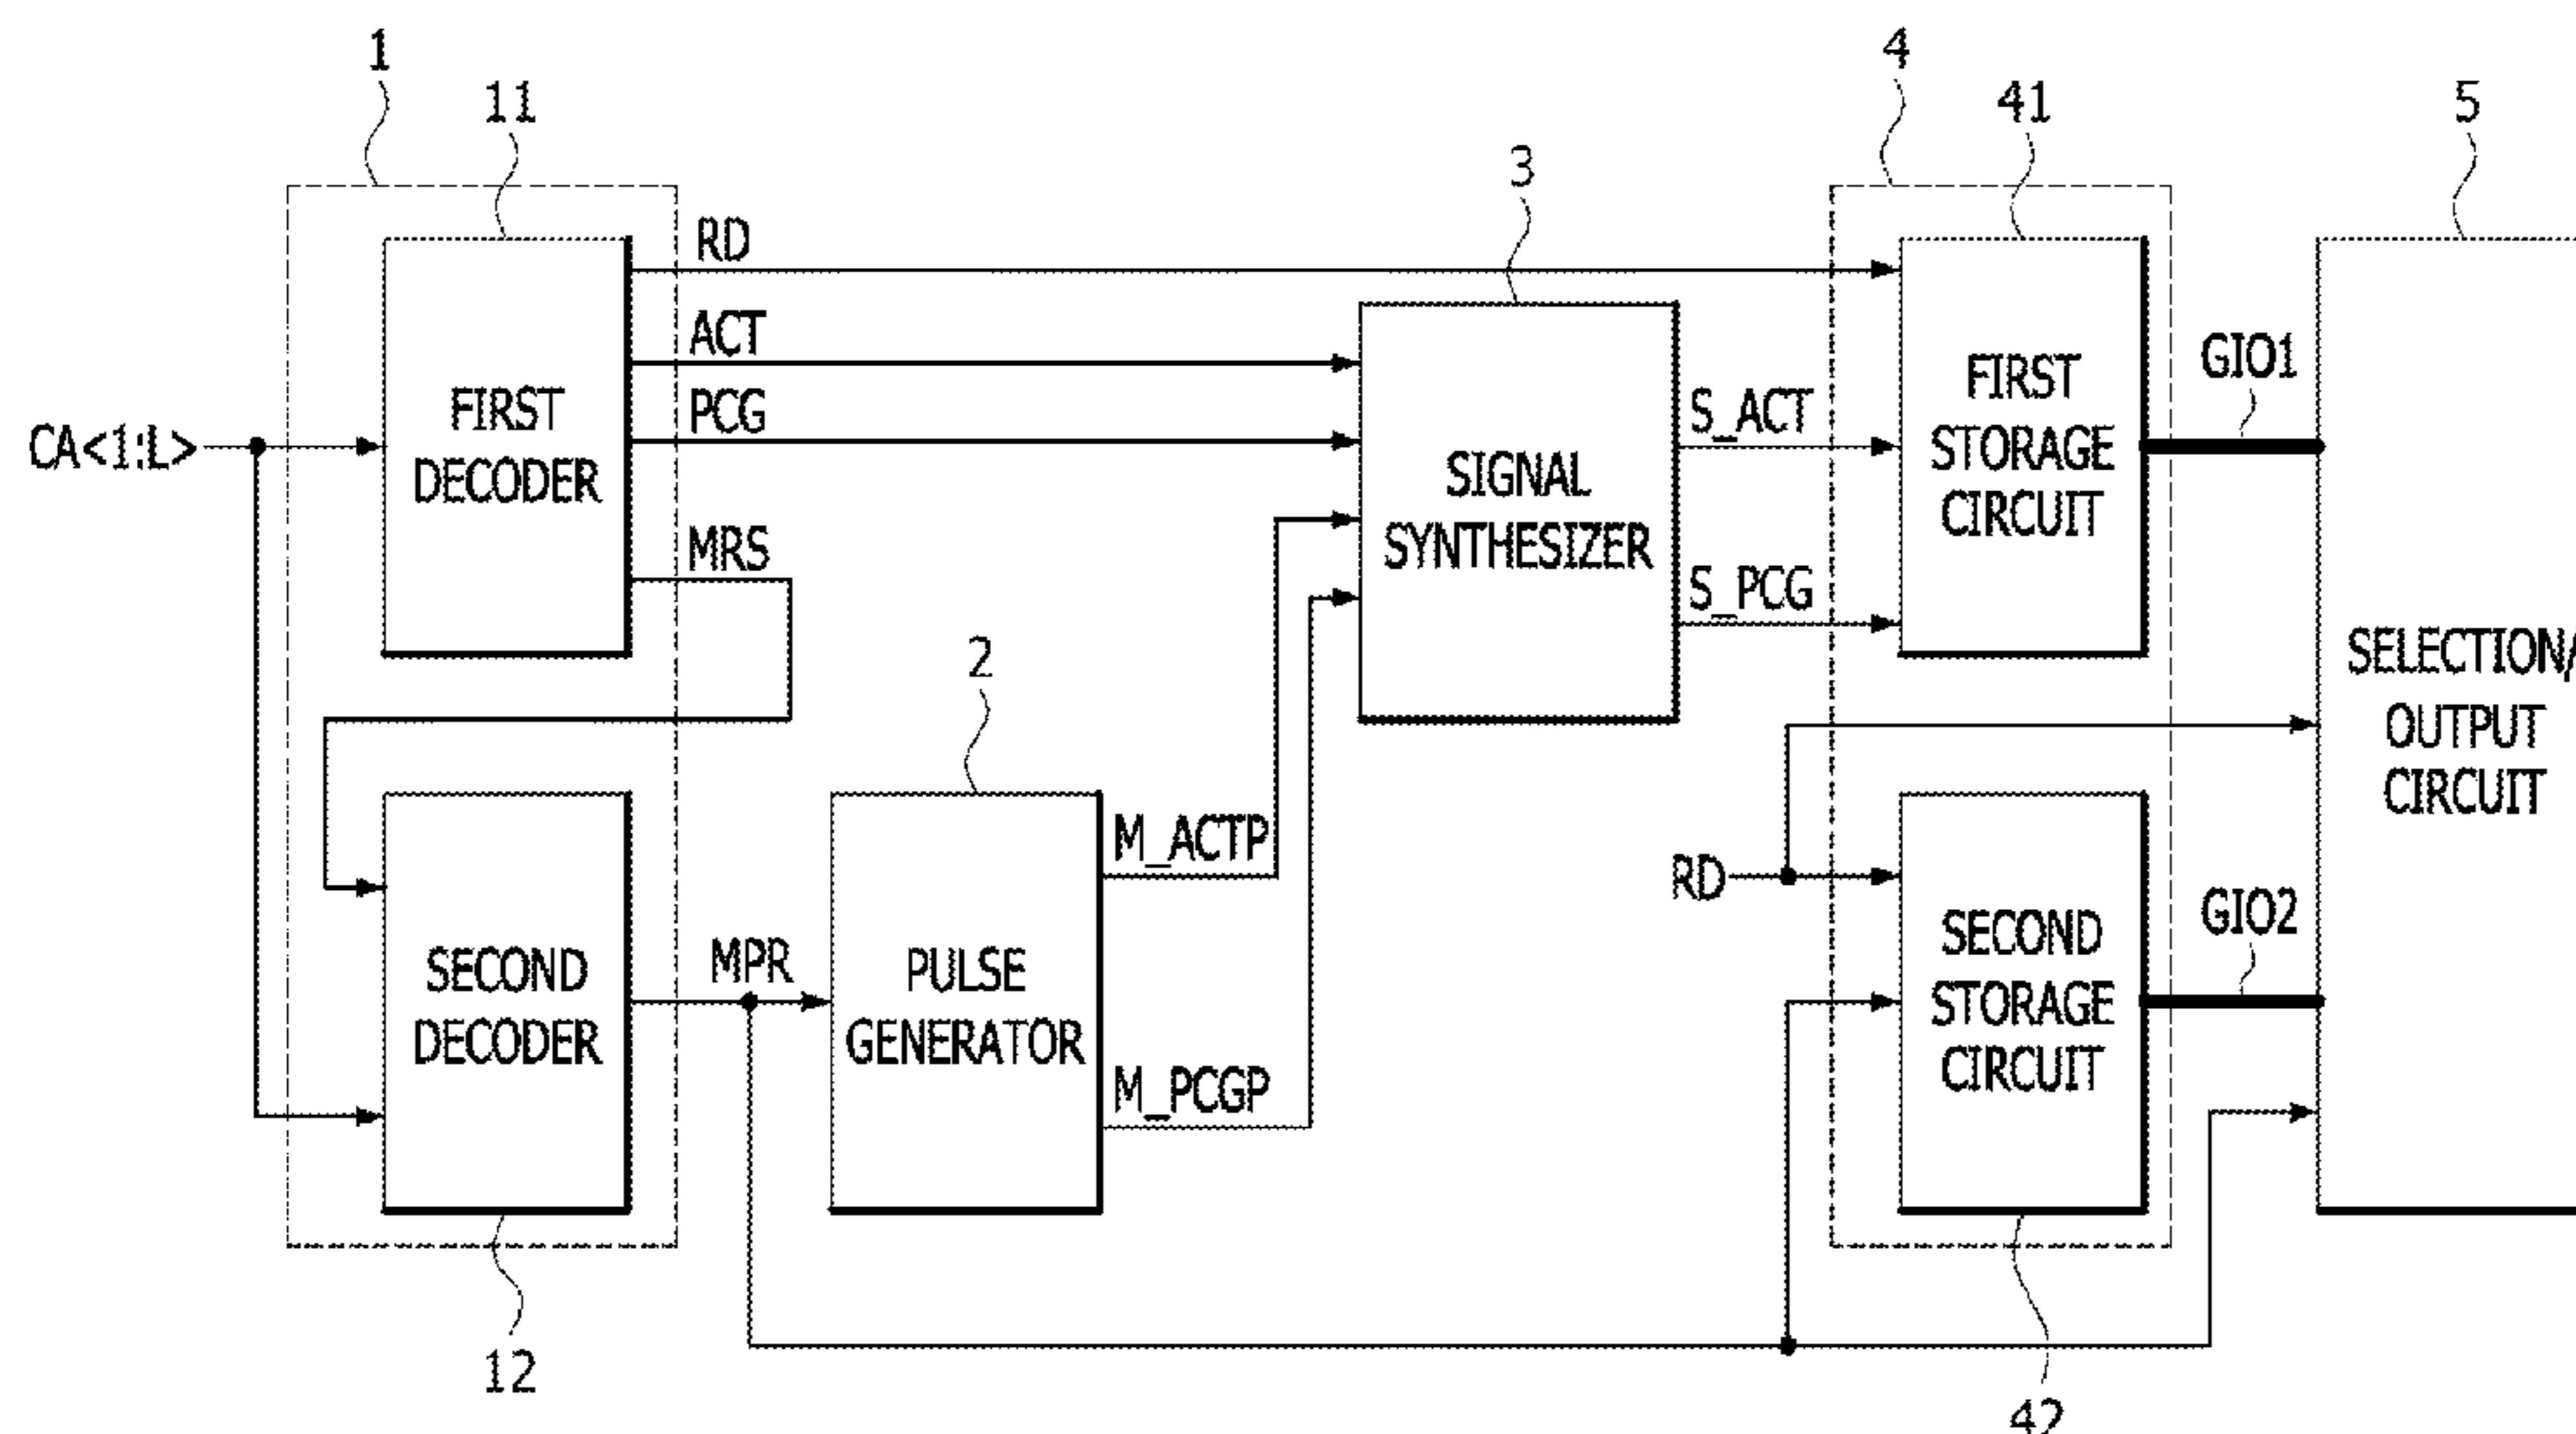 1
11
4
41
5
3
RD
ACT
PCG
MRS
CA<1:L>
FIRST
DECODER
SIGNAL
SYNTHESIZER
S_ACT
S_PCG
FIRST
STORAGE
CIRCUIT
GIO1
SELECTION/
OUTPUT
CIRCUIT
2
SECOND
DECODER
MPR
PULSE
GENERATOR
M_ACTP
M_PCGP
RD
SECOND
STORAGE
CIRCUIT
GIO2
12
42